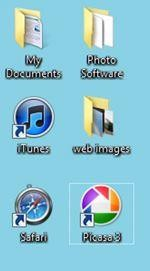 My
Documents
Photo
Software
iTunes
web images
Safari
Picasa 3